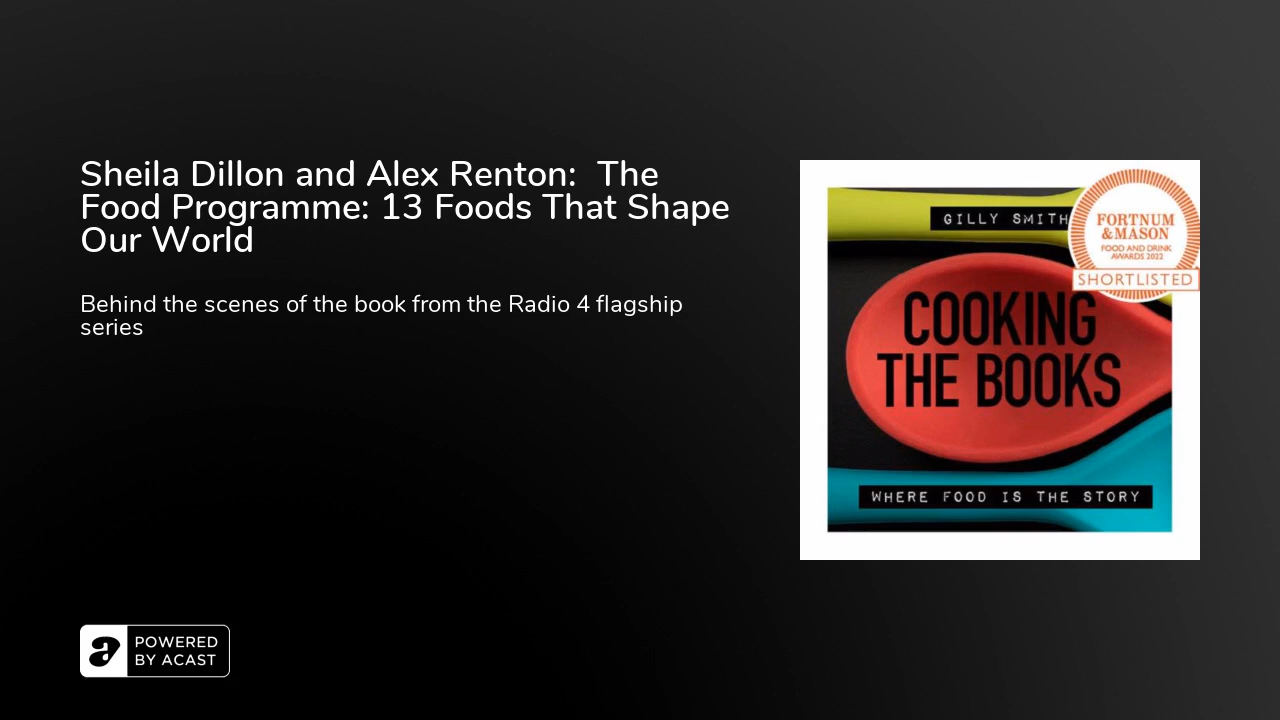 Sheila Dillon and Alex Renton:  The
Food Programme: 13 Foods That Shape
Our World
Behind the scenes of the book from the Radio 4 flagship
series
GILLY SMITH
FORTNUM
& MASON
FOOD AND DRINK
AWARDS 2022
SHORTLISTED
COOKING
THE BOOKS
WHERE FOOD IS THE STORY
a POWERED
BY ACAST